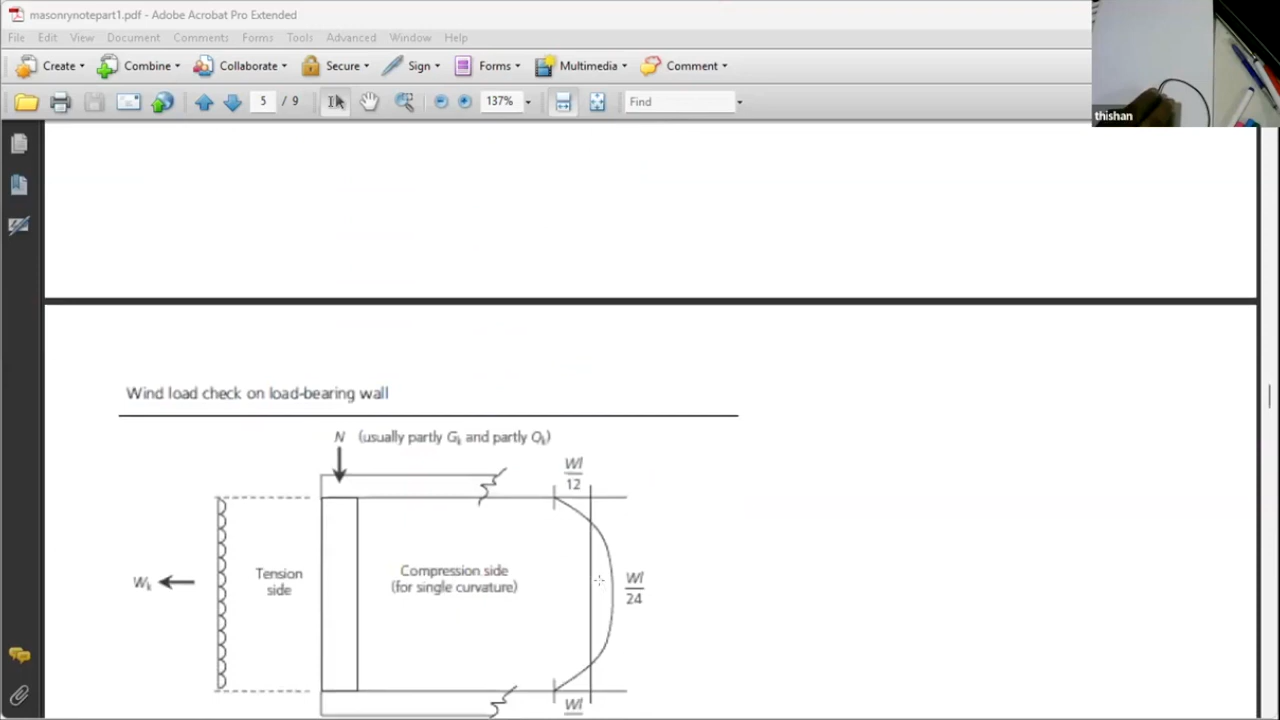 masonrynotepart1.pdf - Adobe Acrobat Pro Extended
File Edit View Document Comments Forms Tools Advanced Window Help
Create Combine Collaborate Secure Sign Forms Multimedia Comment
5 / 9 137% Find
thishan
Wind load check on load-bearing wall
N (usually partly Gk and partly Qk)
Wl
12
Wk
Tension
side
Compression side
(for single curvature)
Wl
24
Wl